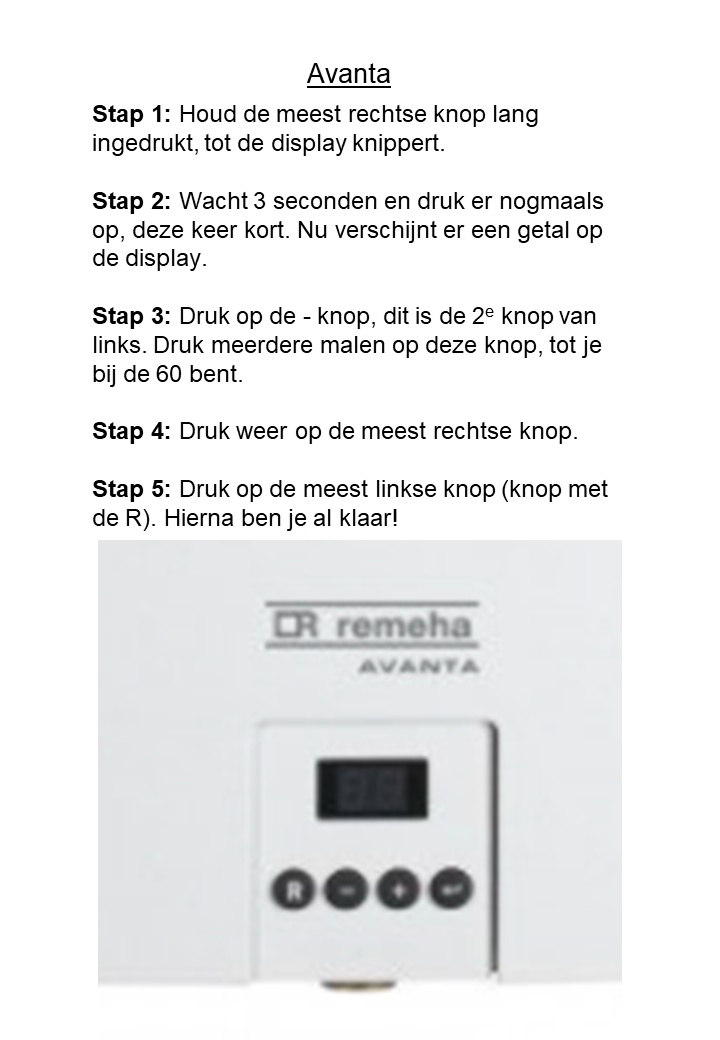 Avanta
Stap 1: Houd de meest rechtse knop lang
ingedrukt, tot de display knippert.
Stap 2: Wacht 3 seconden en druk er nogmaals
op, deze keer kort. Nu verschijnt er een getal op
de display.
Stap 3: Druk op de - knop, dit is de 2e knop van
links. Druk meerdere malen op deze knop, tot je
bij de 60 bent.
Stap 4: Druk weer op de meest rechtse knop.
Stap 5: Druk op de meest linkse knop (knop met
de R). Hierna ben je al klaar!
remeha
AVANTA
R - + ↵